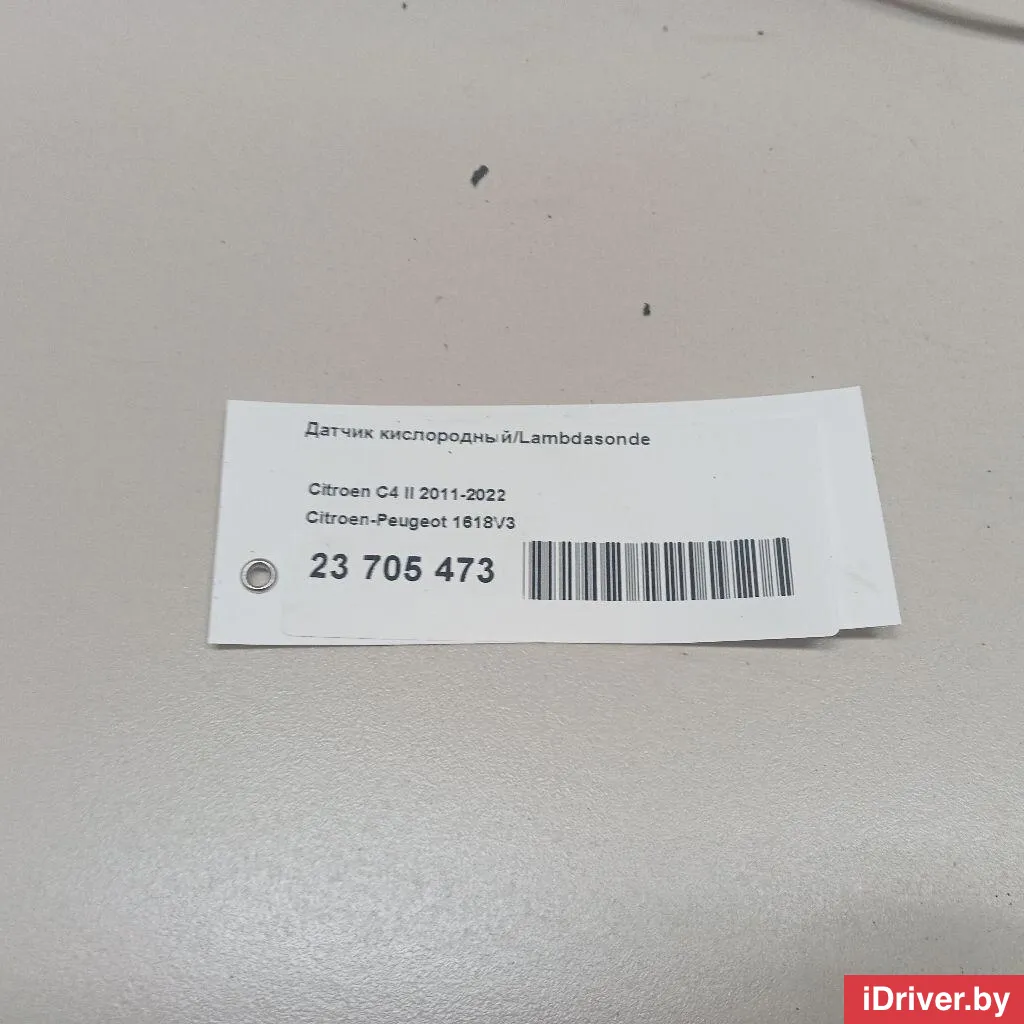 Датчик кислородный/Lambdasonde
Citroen C4 II 2011-2022
Citroen-Peugeot 1618V3
23 705 473
iDriver.by